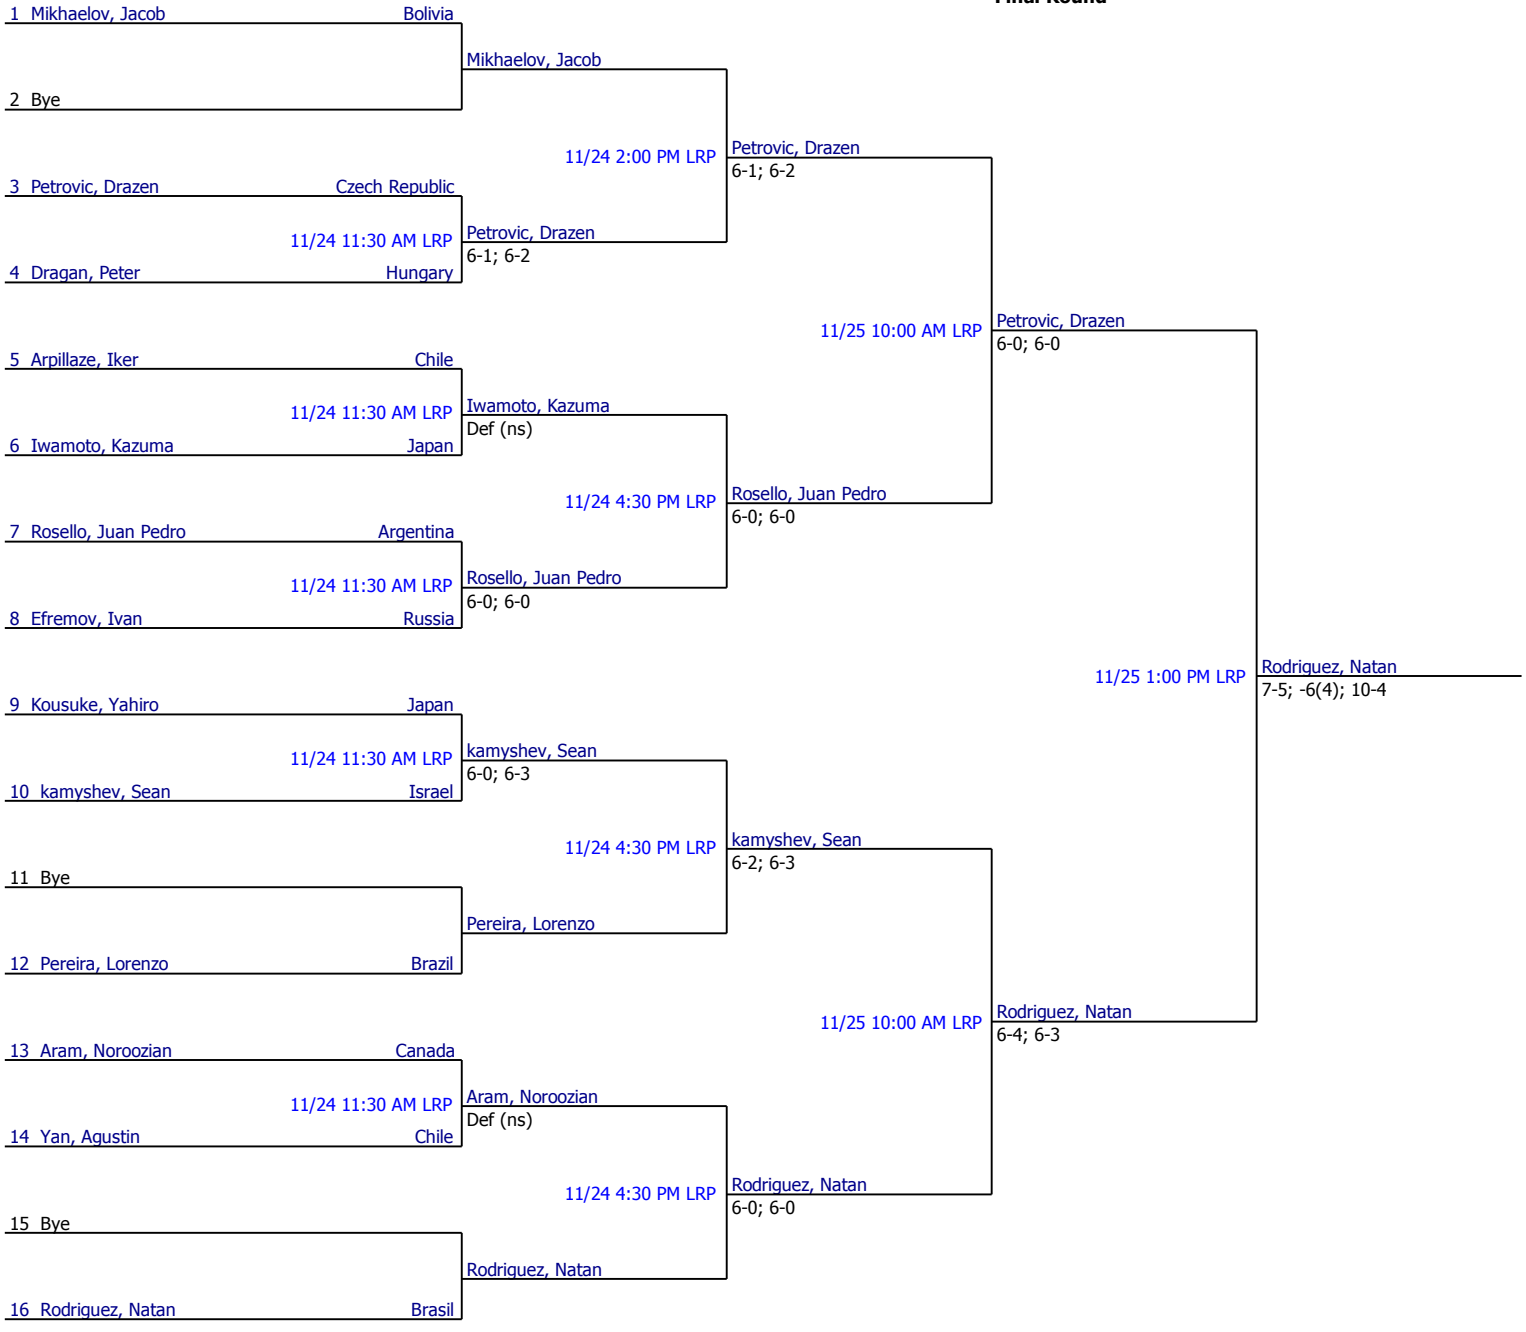 Final Round
1 Mikhaelov, Jacob Bolivia
Mikhaelov, Jacob
2 Bye
11/24 2:00 PM LRP Petrovic, Drazen
6-1; 6-2
3 Petrovic, Drazen Czech Republic
11/24 11:30 AM LRP Petrovic, Drazen
6-1; 6-2
4 Dragan, Peter Hungary
11/25 10:00 AM LRP Petrovic, Drazen
6-0; 6-0
5 Arpillaze, Iker Chile
11/24 11:30 AM LRP Iwamoto, Kazuma
Def (ns)
6 Iwamoto, Kazuma Japan
11/24 4:30 PM LRP Rosello, Juan Pedro
6-0; 6-0
7 Rosello, Juan Pedro Argentina
11/24 11:30 AM LRP Rosello, Juan Pedro
6-0; 6-0
8 Efremov, Ivan Russia
11/25 1:00 PM LRP Rodriguez, Natan
7-5; -6(4); 10-4
9 Kousuke, Yahiro Japan
11/24 11:30 AM LRP kamyshev, Sean
6-0; 6-3
10 kamyshev, Sean Israel
11/24 4:30 PM LRP kamyshev, Sean
6-2; 6-3
11 Bye
Pereira, Lorenzo
12 Pereira, Lorenzo Brazil
11/25 10:00 AM LRP Rodriguez, Natan
6-4; 6-3
13 Aram, Noroozian Canada
11/24 11:30 AM LRP Aram, Noroozian
Def (ns)
14 Yan, Agustin Chile
11/24 4:30 PM LRP Rodriguez, Natan
6-0; 6-0
15 Bye
Rodriguez, Natan
16 Rodriguez, Natan Brasil